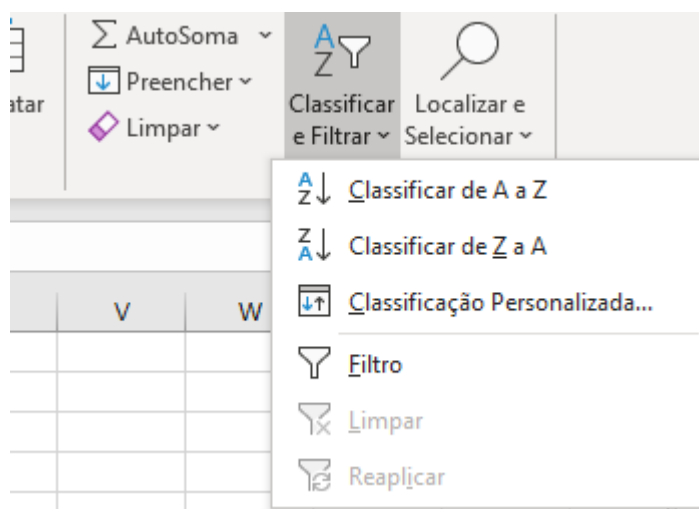 AutoSoma
Preencher
Limpar
atar
Classificar
e Filtrar
Localizar e
Selecionar
Classificar de A a Z
Classificar de Z a A
Classificação Personalizada...
Filtro
Limpar
Reaplicar
V W